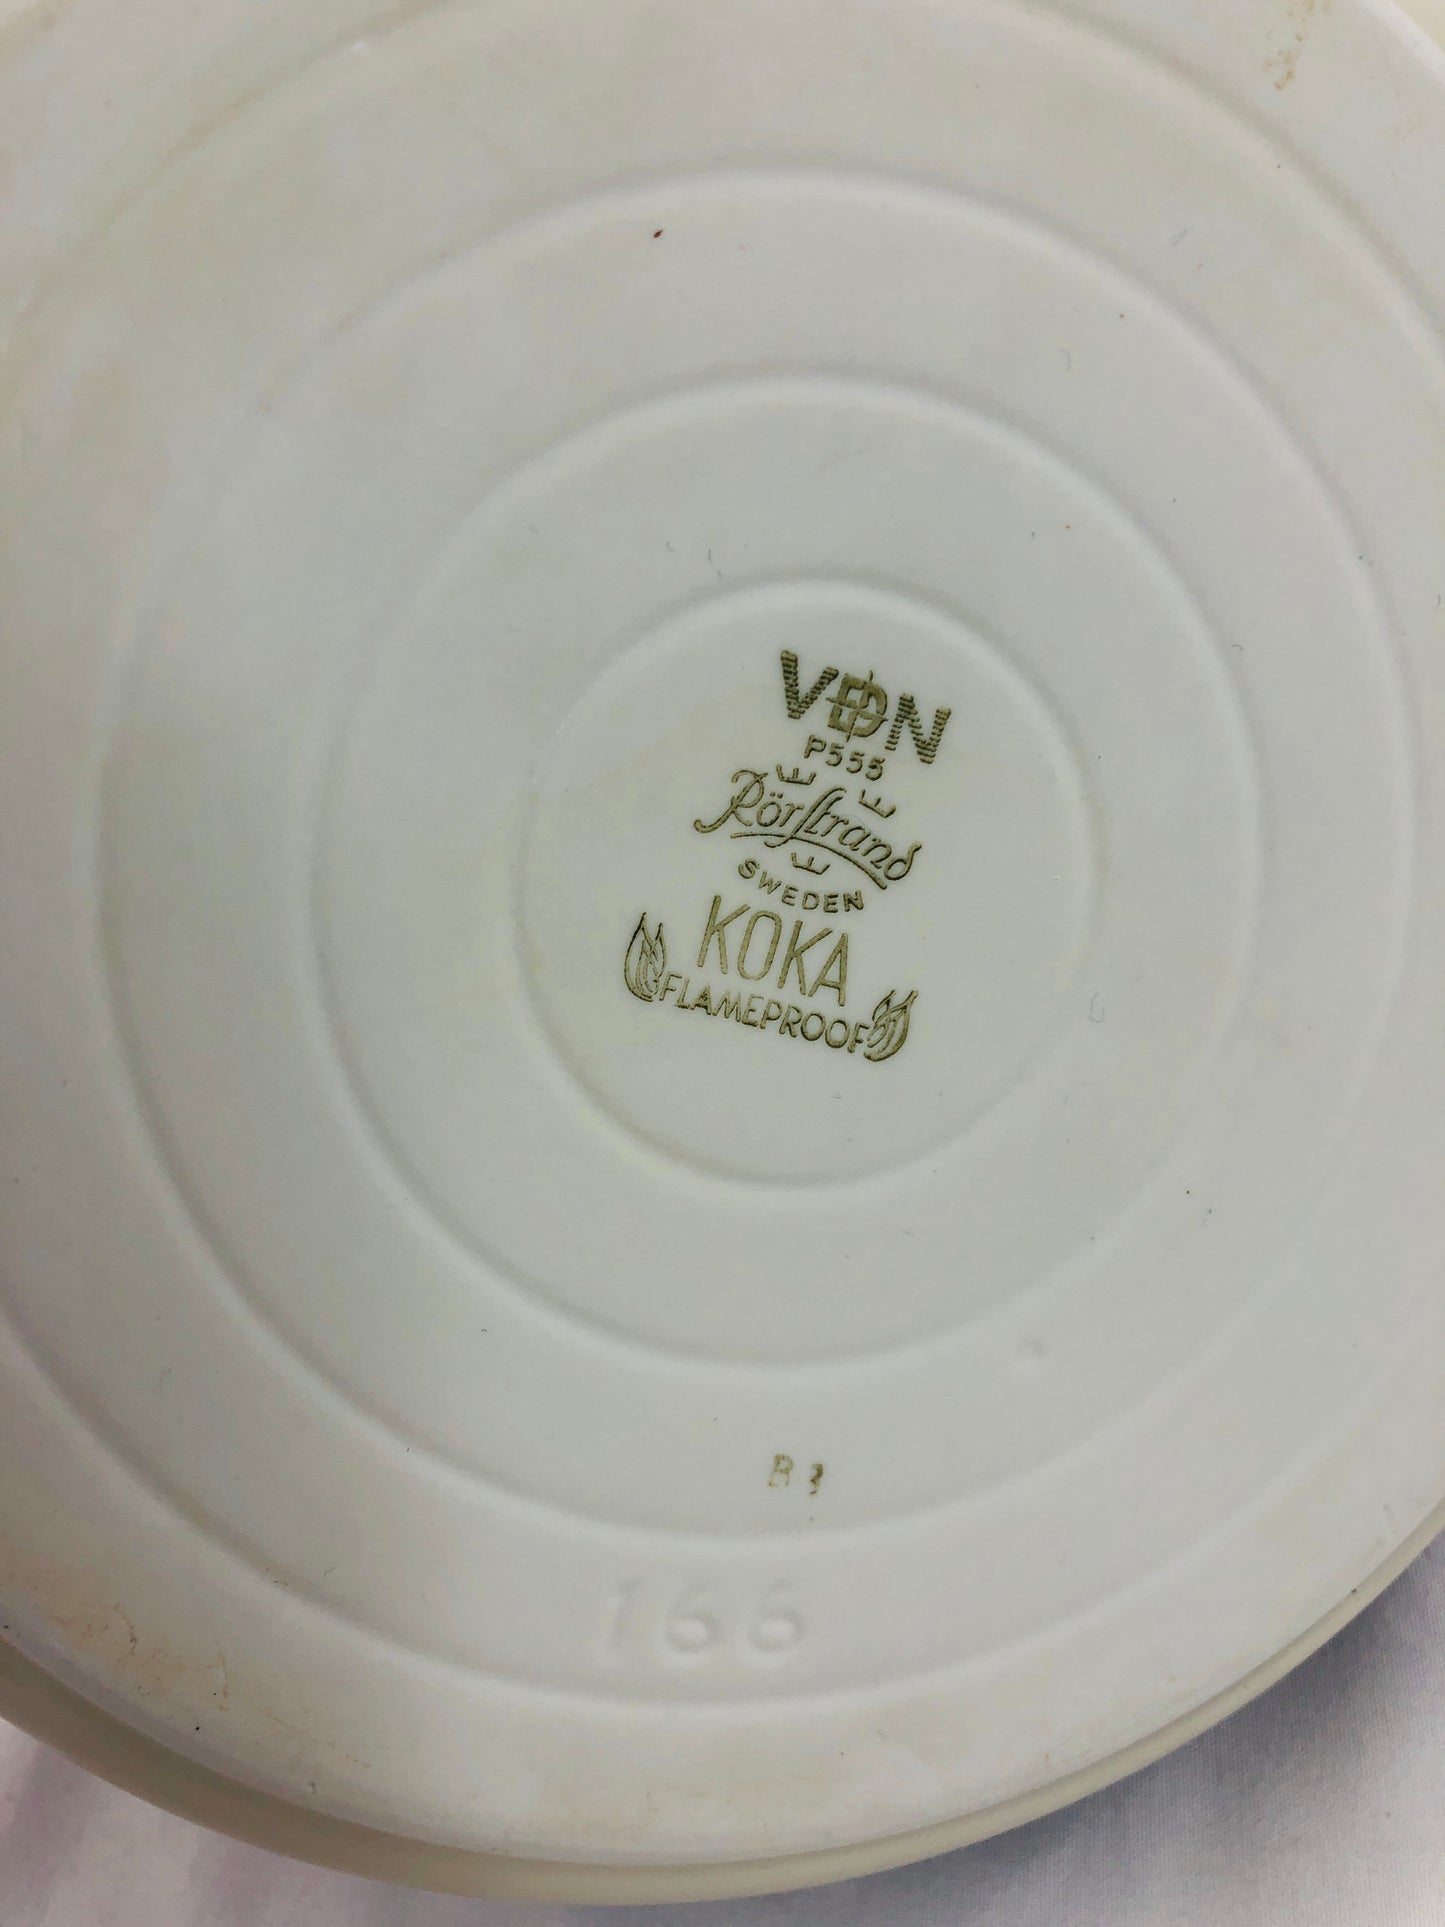 VDN
P555
Rörstrand
SWEDEN
KOKA
FLAMEPROOF
166